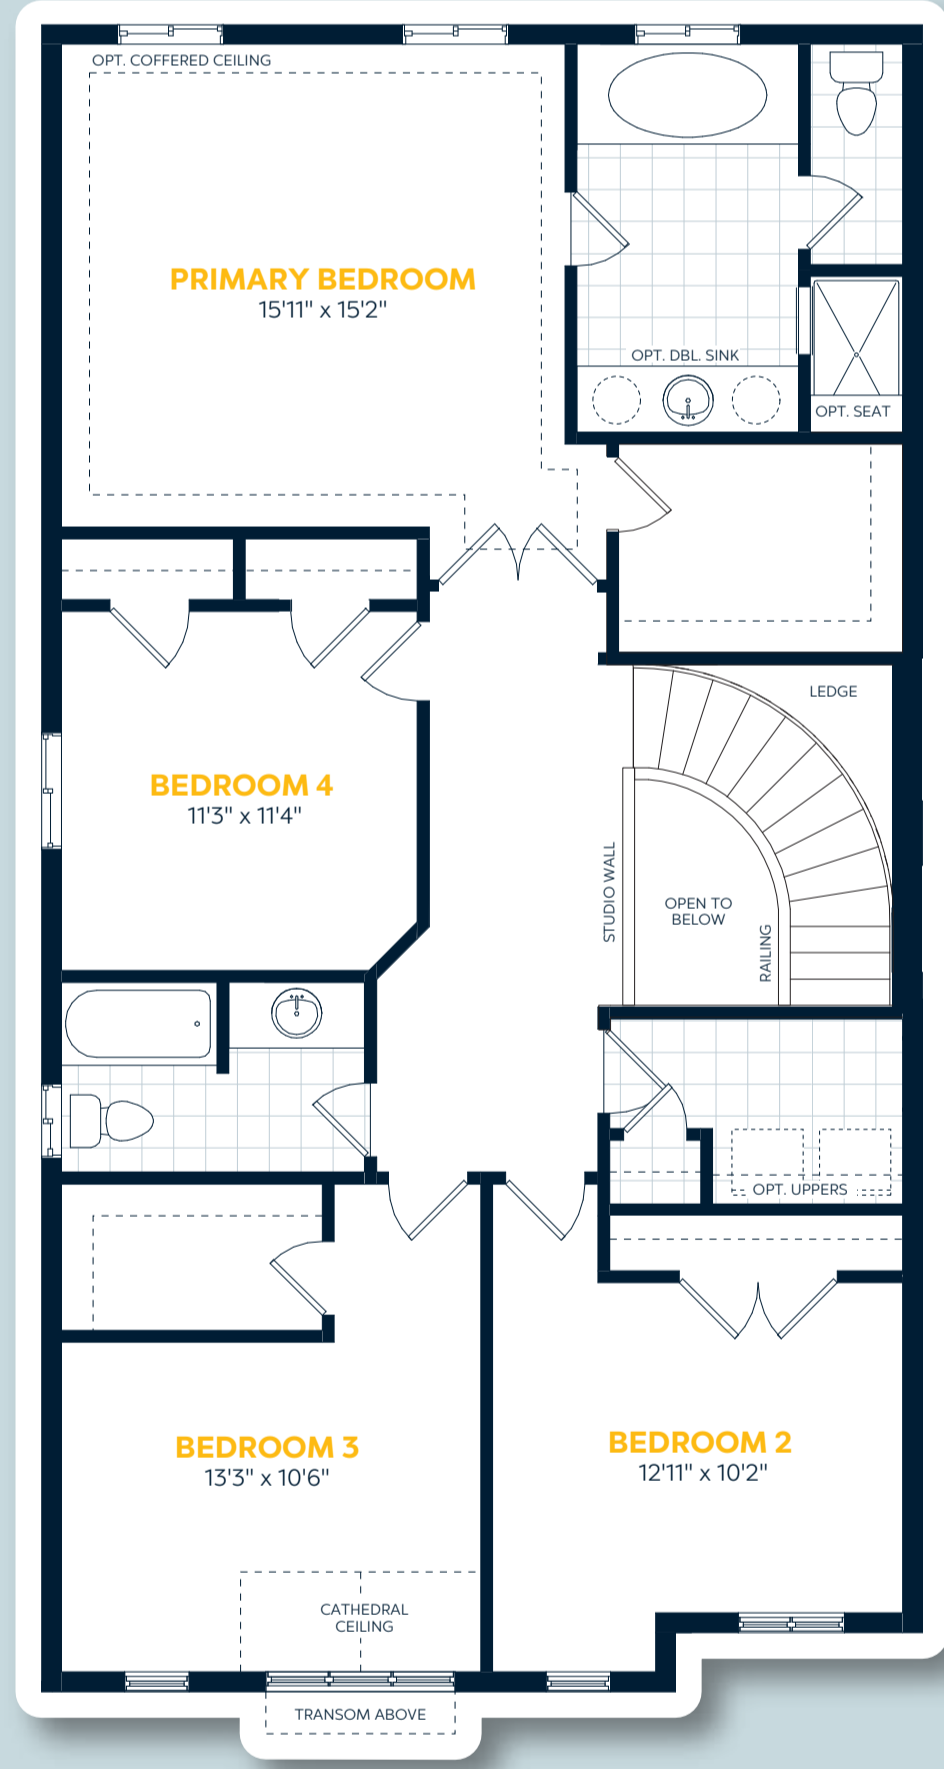 OPT. COFFERED CEILING
PRIMARY BEDROOM
15'11" x 15'2"
OPT. DBL. SINK
OPT. SEAT
LEDGE
BEDROOM 4
11'3" x 11'4"
STUDIO WALL
OPEN TO
BELOW
RAILING
OPT. UPPERS
BEDROOM 3
13'3" x 10'6"
BEDROOM 2
12'11" x 10'2"
CATHEDRAL
CEILING
TRANSOM ABOVE